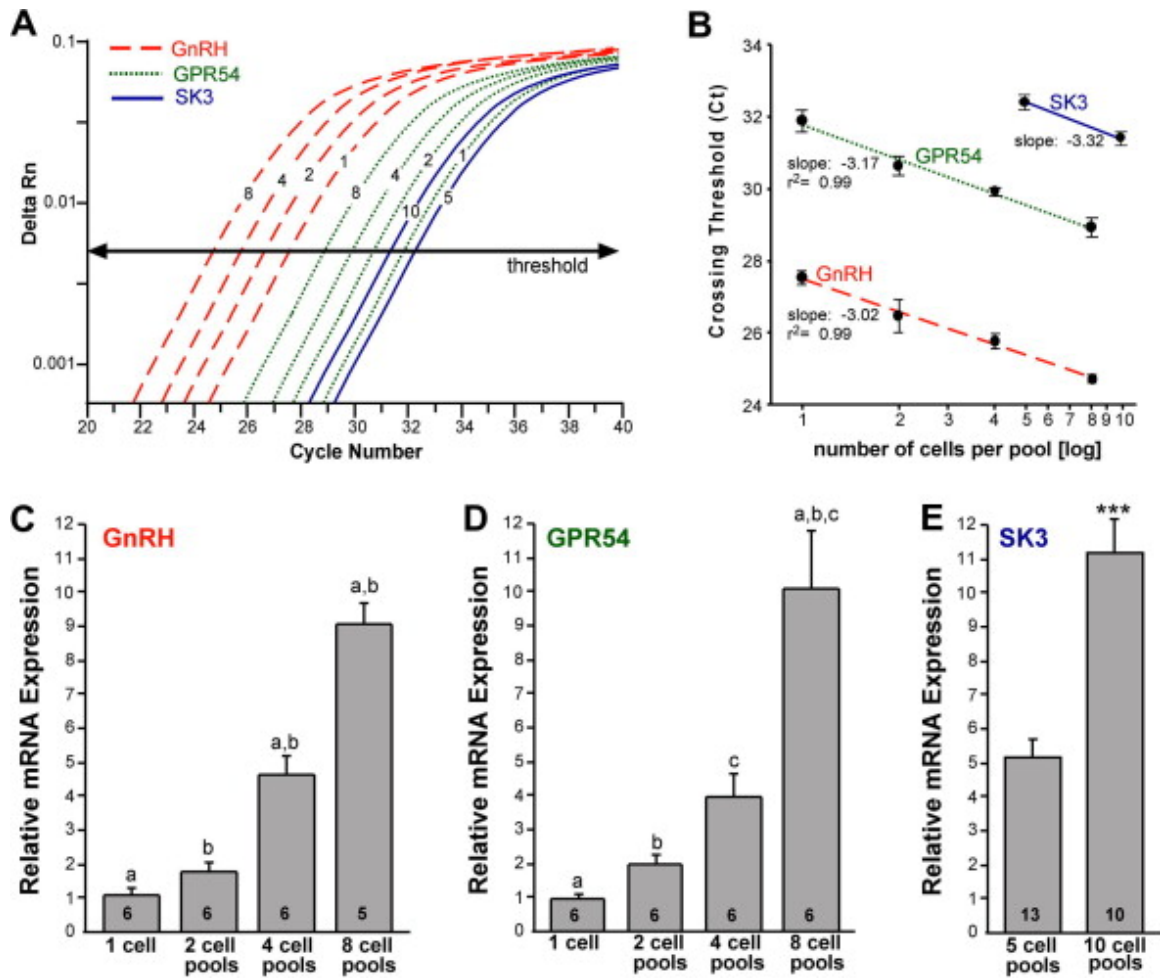 A
GnRH
GPR54
SK3
0.1
0.01
0.001
Delta Rn
8
4
2
1
8
4
2
1
10
5
threshold
20 22 24 26 28 30 32 34 36 38 40
Cycle Number
B
34
32
30
28
26
24
Crossing Threshold (Ct)
SK3
slope: -3.32
GPR54
slope: -3.17
r²= 0.99
GnRH
slope: -3.02
r²= 0.99
1 2 3 4 5 6 7 8 9 10
number of cells per pool [log]
C
GnRH
12
11
10
9
8
7
6
5
4
3
2
1
0
Relative mRNA Expression
a
b
a,b
a,b
6 6 6 5
1 cell 2 cell 4 cell 8 cell
pools pools pools
D
GPR54
12
11
10
9
8
7
6
5
4
3
2
1
0
Relative mRNA Expression
a
b
c
a,b,c
6 6 6 6
1 cell 2 cell 4 cell 8 cell
pools pools pools
E
SK3
12
11
10
9
8
7
6
5
4
3
2
1
0
Relative mRNA Expression
***
13 10
5 cell 10 cell
pools pools